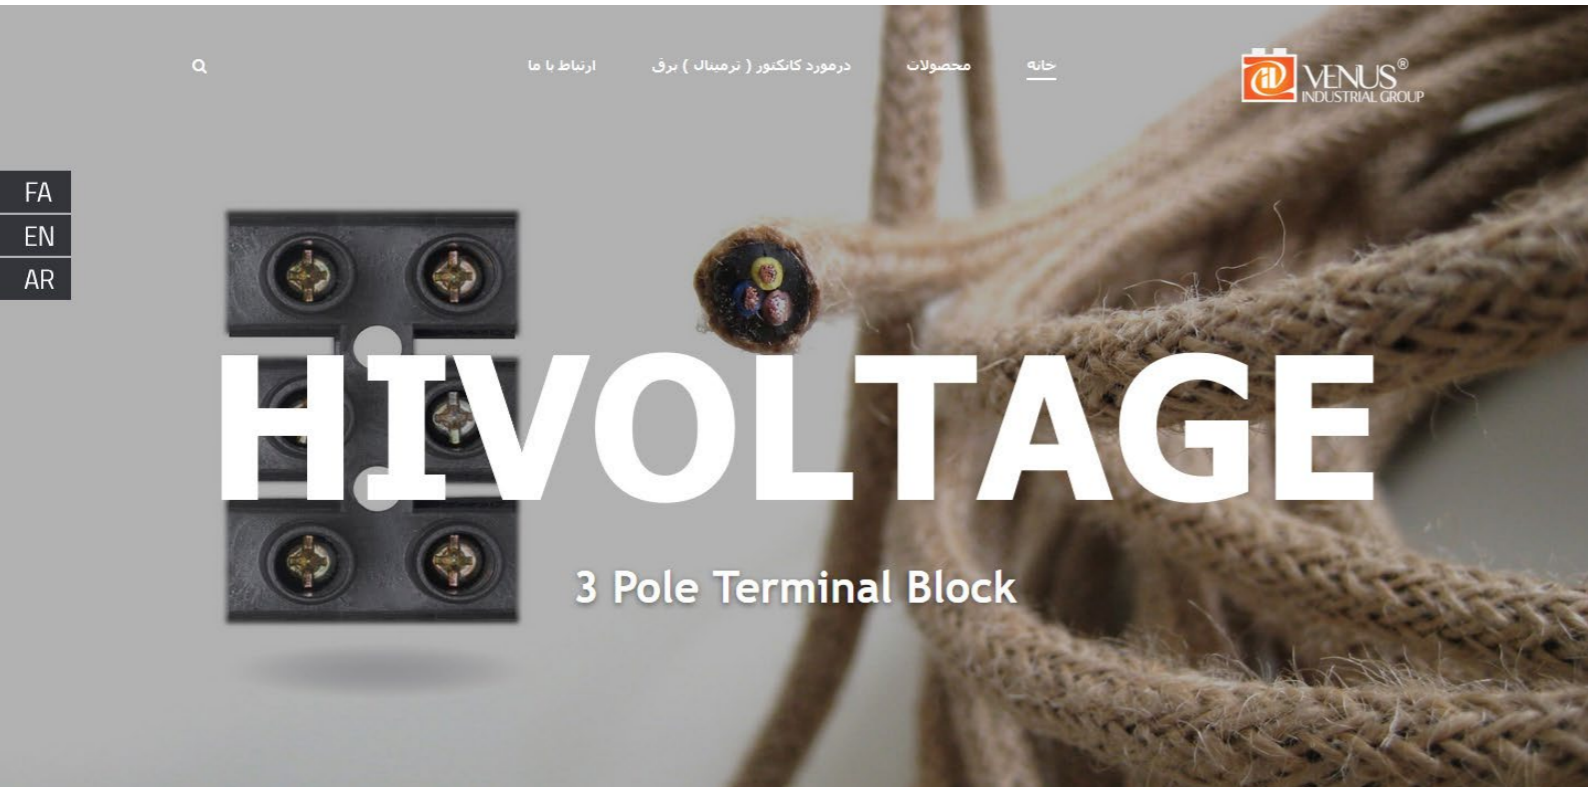 VENUS®
INDUSTRIAL GROUP
خانه
محصولات
درمورد کانکتور ( ترمینال ) برق
ارتباط با ما
FA
EN
AR
HIVOLTAGE
3 Pole Terminal Block